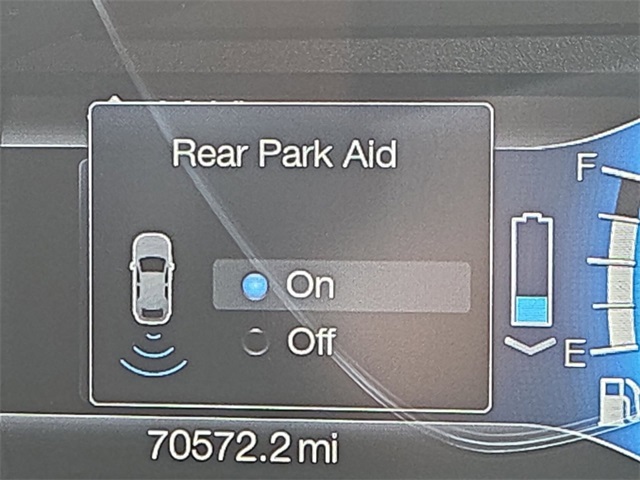 Rear Park Aid
F
On
Off
E
70572.2 mi